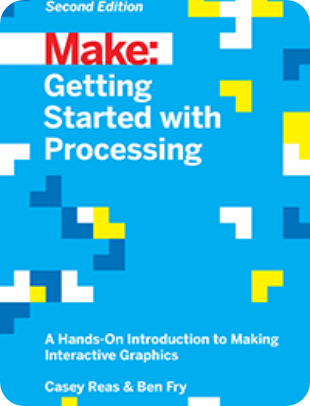 Second Edition
Make:
Getting
Started with
Processing
A Hands-On Introduction to Making
Interactive Graphics
Casey Reas & Ben Fry